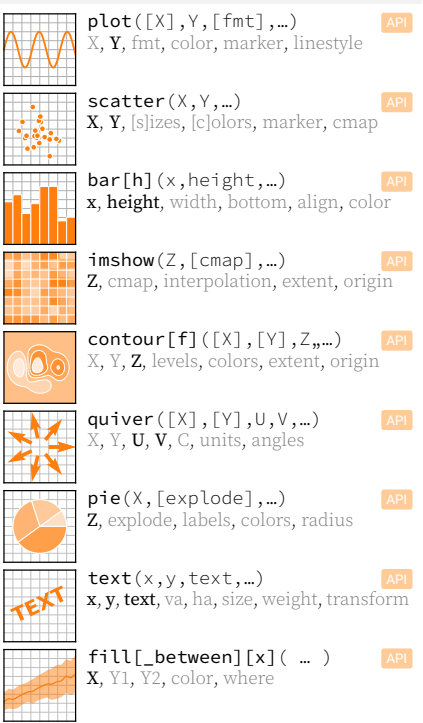 plot([X],Y,[fmt],…) API
X, Y, fmt, color, marker, linestyle
scatter(X,Y,…) API
X, Y, [s]izes, [c]olors, marker, cmap
bar[h](x,height,…) API
x, height, width, bottom, align, color
imshow(Z,[cmap],…) API
Z, cmap, interpolation, extent, origin
contour[f]([X],[Y],Z,,…) API
X, Y, Z, levels, colors, extent, origin
quiver([X],[Y],U,V,…) API
X, Y, U, V, C, units, angles
pie(X,[explode],…) API
Z, explode, labels, colors, radius
TEXT
text(x,y,text,…) API
x, y, text, va, ha, size, weight, transform
fill[_between][x]( … ) API
X, Y1, Y2, color, where